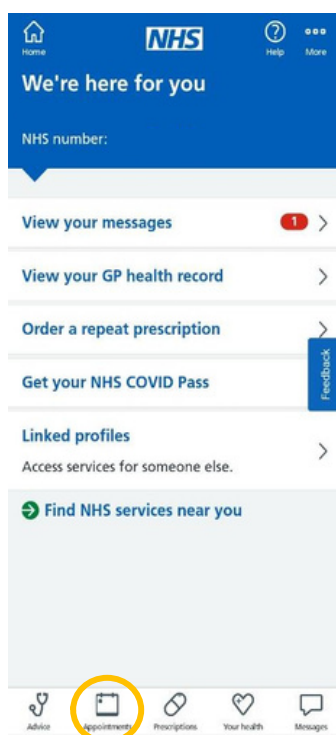 NHS
Home
Help
More
We're here for you
NHS number:
View your messages
1
View your GP health record
Order a repeat prescription
Feedback
Get your NHS COVID Pass
Linked profiles
Access services for someone else.
Find NHS services near you
Advice
Appointments
Prescriptions
Your health
Messages